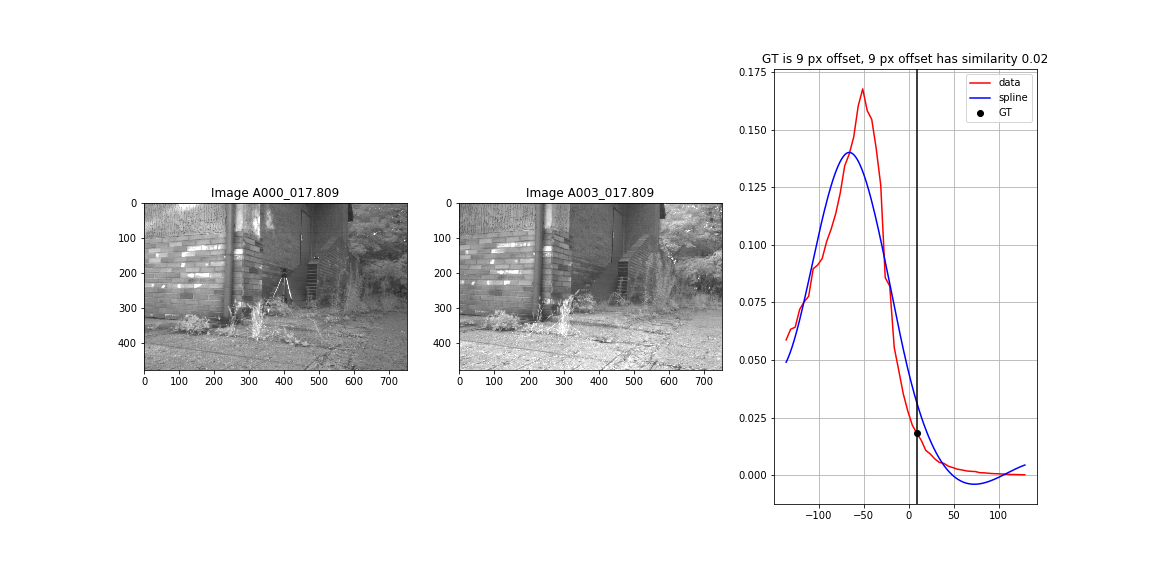 GT is 9 px offset, 9 px offset has similarity 0.02
Image A000_017.809
0
100
200
300
400
0 100 200 300 400 500 600 700
Image A003_017.809
0
100
200
300
400
0 100 200 300 400 500 600 700
0.175
0.150
0.125
0.100
0.075
0.050
0.025
0.000
−100 −50 0 50 100
data
spline
GT